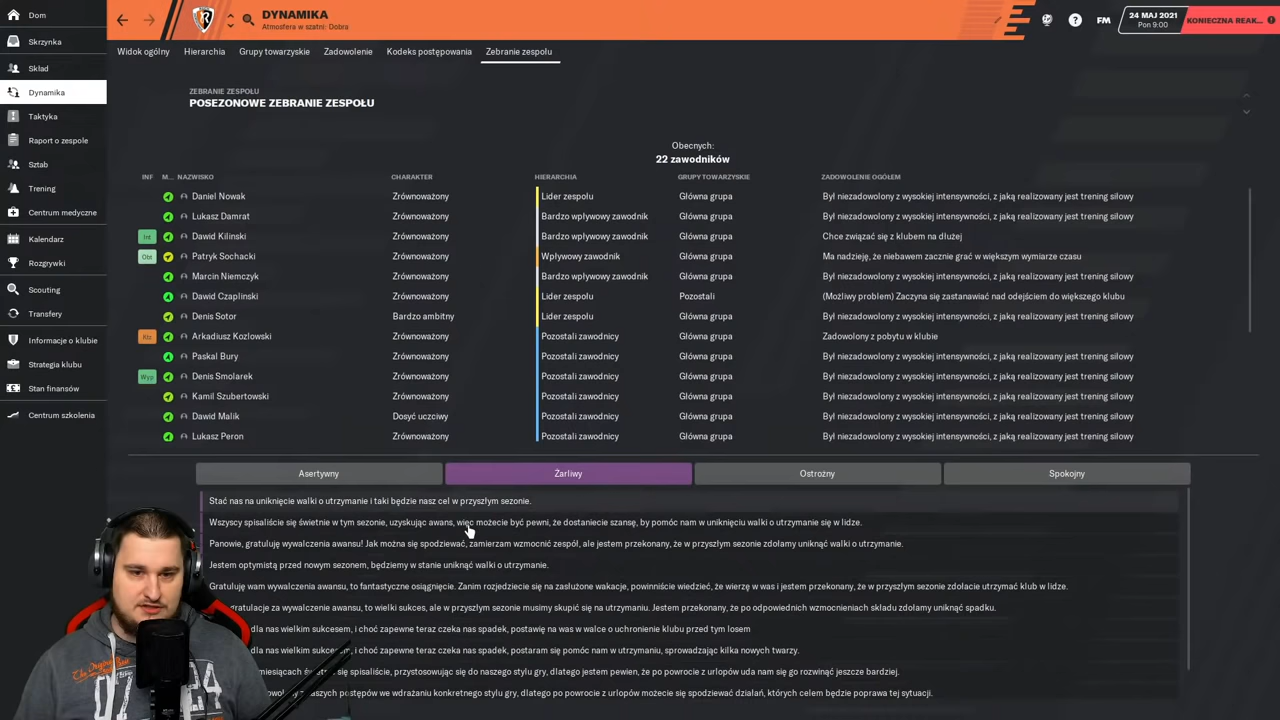 Dom
DYNAMIKA
Atmosfera w szatni: Dobra
FM
24 MAJ 2021
Pon 9:00
KONIECZNA REAK...
Skrzynka
Skład
Dynamika
Taktyka
Raport o zespole
Sztab
Trening
Centrum medyczne
Kalendarz
Rozgrywki
Scouting
Transfery
Informacje o klubie
Strategia klubu
Stan finansów
Centrum szkolenia
Widok ogólny Hierarchia Grupy towarzyskie Zadowolenie Kodeks postępowania Zebranie zespołu
ZEBRANIE ZESPOŁU
POSEZONOWE ZEBRANIE ZESPOŁU
Obecnych:
22 zawodników
INF M... NAZWISKO CHARAKTER HIERARCHIA GRUPY TOWARZYSKIE ZADOWOLENIE OGÓŁEM
Daniel Nowak Zrównoważony Lider zespołu Główna grupa Był niezadowolony z wysokiej intensywności, z jaką realizowany jest trening siłowy
Lukasz Damrat Zrównoważony Bardzo wpływowy zawodnik Główna grupa Był niezadowolony z wysokiej intensywności, z jaką realizowany jest trening siłowy
Int Dawid Kilinski Zrównoważony Bardzo wpływowy zawodnik Główna grupa Chce związać się z klubem na dłużej
Obt Patryk Sochacki Zrównoważony Wpływowy zawodnik Główna grupa Ma nadzieję, że niebawem zacznie grać w większym wymiarze czasu
Marcin Niemczyk Zrównoważony Bardzo wpływowy zawodnik Główna grupa Był niezadowolony z wysokiej intensywności, z jaką realizowany jest trening siłowy
Dawid Czaplinski Zrównoważony Lider zespołu Pozostali (Możliwy problem) Zaczyna się zastanawiać nad odejściem do większego klubu
Denis Sotor Bardzo ambitny Lider zespołu Główna grupa Był niezadowolony z wysokiej intensywności, z jaką realizowany jest trening siłowy
Ktz Arkadiusz Kozlowski Zrównoważony Pozostali zawodnicy Główna grupa Zadowolony z pobytu w klubie
Paskal Bury Zrównoważony Pozostali zawodnicy Główna grupa Był niezadowolony z wysokiej intensywności, z jaką realizowany jest trening siłowy
Wyp Denis Smolarek Zrównoważony Pozostali zawodnicy Główna grupa Był niezadowolony z wysokiej intensywności, z jaką realizowany jest trening siłowy
Kamil Szubertowski Zrównoważony Pozostali zawodnicy Główna grupa Był niezadowolony z wysokiej intensywności, z jaką realizowany jest trening siłowy
Dawid Malik Dosyć uczciwy Pozostali zawodnicy Główna grupa Był niezadowolony z wysokiej intensywności, z jaką realizowany jest trening siłowy
Lukasz Peron Zrównoważony Pozostali zawodnicy Główna grupa Był niezadowolony z wysokiej intensywności, z jaką realizowany jest trening siłowy
Asertywny Żarliwy Ostrożny Spokojny
Stać nas na uniknięcie walki o utrzymanie i taki będzie nasz cel w przyszłym sezonie.
Wszyscy spisaliście się świetnie w tym sezonie, uzyskując awans, więc możecie być pewni, że dostaniecie szansę, by pomóc nam w uniknięciu walki o utrzymanie się w lidze.
Panowie, gratuluję wywalczenia awansu! Jak można się spodziewać, zamierzam wzmocnić zespół, ale jestem przekonany, że w przyszłym sezonie zdołamy uniknąć walki o utrzymanie.
Jestem optymistą przed nowym sezonem, będziemy w stanie uniknąć walki o utrzymanie.
Gratuluję wam wywalczenia awansu, to fantastyczne osiągnięcie. Zanim rozjedziecie się na zasłużone wakacje, powinniście wiedzieć, że wierzę w was i jestem przekonany, że w przyszłym sezonie zdołacie utrzymać klub w lidze.
gratulacje za wywalczenie awansu, to wielki sukces, ale w przyszłym sezonie musimy skupić się na utrzymaniu. Jestem przekonany, że po odpowiednich wzmocnieniach składu zdołamy uniknąć spadku.
dla nas wielkim sukcesem, i choć zapewne teraz czeka nas spadek, postawię na was w walce o uchronienie klubu przed tym losem
dla nas wielkim sukcesem, i choć zapewne teraz czeka nas spadek, postaram się pomóc nam w utrzymaniu, sprowadzając kilka nowych twarzy.
miesiącach się spisaliście, przystosowując się do naszego stylu gry, dlatego jestem pewien, że po powrocie z urlopów uda nam się go rozwinąć jeszcze bardziej.
postępów we wdrażaniu konkretnego stylu gry, dlatego po powrocie z urlopów możecie się spodziewać działań, których celem będzie poprawa tej sytuacji.